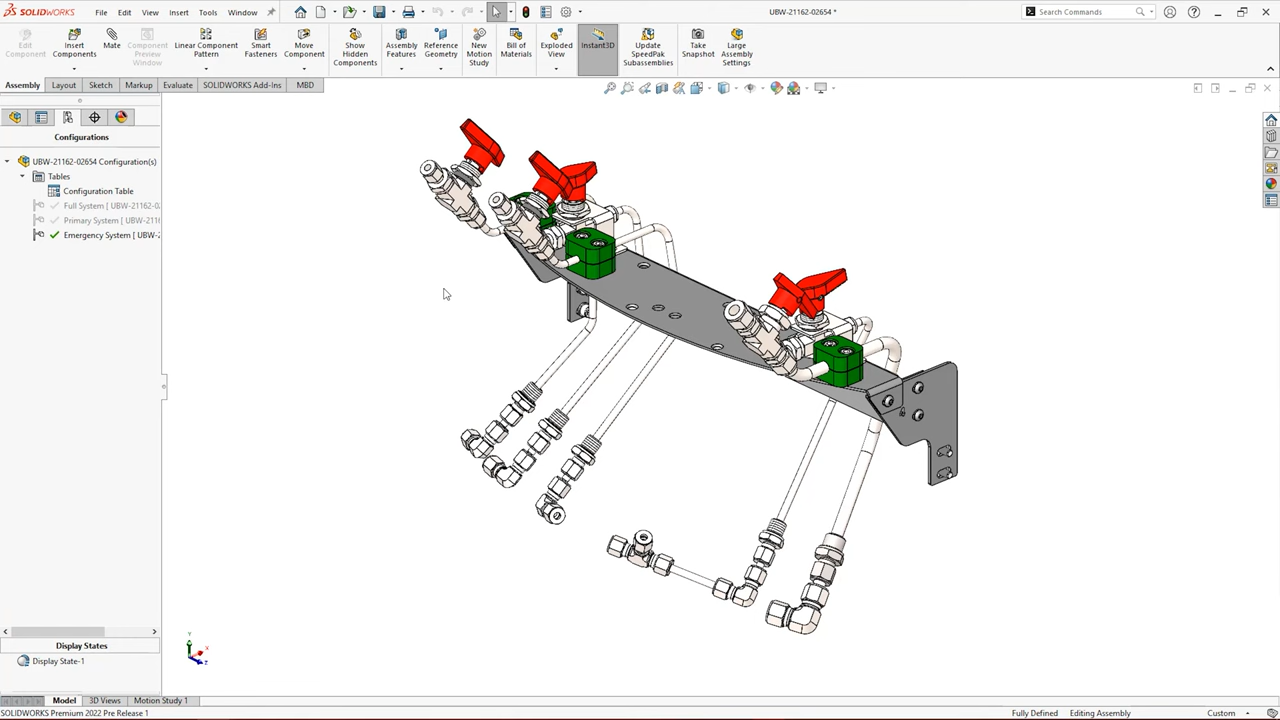 SOLIDWORKS File Edit View Insert Tools Window UBW-21162-02654 * Search Commands
Edit Component Insert Components Mate Component Preview Window Linear Component Pattern Smart Fasteners Move Component Show Hidden Components Assembly Features Reference Geometry New Motion Study Bill of Materials Exploded View Instant3D Update SpeedPak Subassemblies Take Snapshot Large Assembly Settings
Assembly Layout Sketch Markup Evaluate SOLIDWORKS Add-Ins MBD
Configurations
UBW-21162-02654 Configuration(s)
Tables
Configuration Table
Full System [ UBW-21162-0
Primary System [ UBW-2116
Emergency System [ UBW-
Display States
Display State-1
Y
X
Z
Model 3D Views Motion Study 1
SOLIDWORKS Premium 2022 Pre Release 1 Fully Defined Editing Assembly Custom